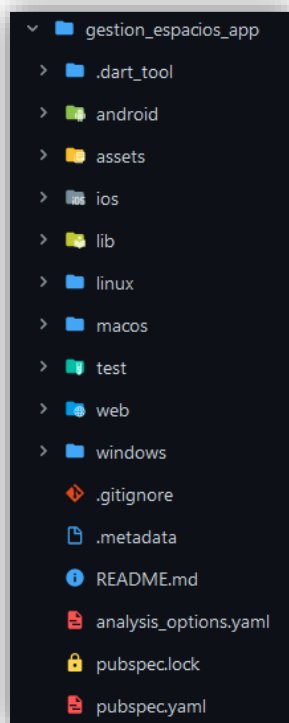 gestion_espacios_app
.dart_tool
android
assets
iOS
ios
lib
linux
macos
test
web
windows
.gitignore
.metadata
README.md
analysis_options.yaml
pubspec.lock
pubspec.yaml